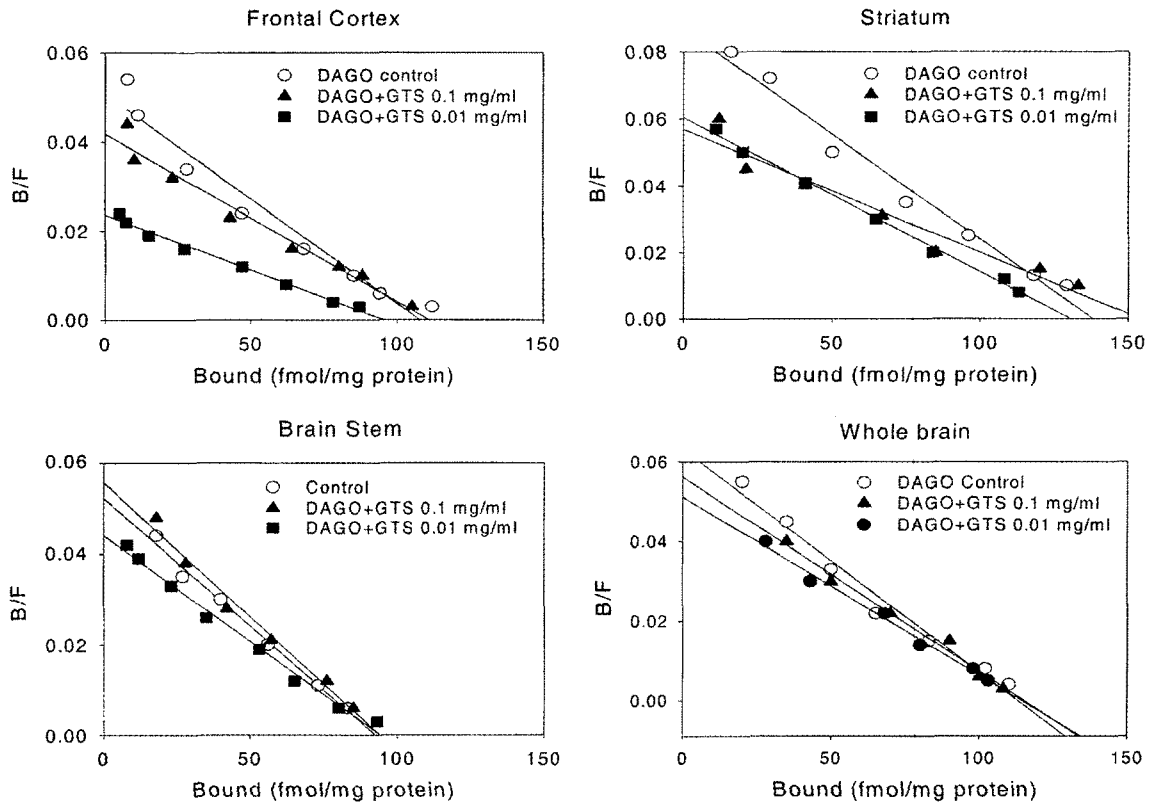 Frontal Cortex
0.06
0.04
0.02
0.00
B/F
DAGO control
DAGO+GTS 0.1 mg/ml
DAGO+GTS 0.01 mg/ml
0
50
100
150
Bound (fmol/mg protein)
Striatum
0.08
0.06
0.04
0.02
0.00
B/F
DAGO control
DAGO+GTS 0.1 mg/ml
DAGO+GTS 0.01 mg/ml
0
50
100
150
Bound (fmol/mg protein)
Brain Stem
0.06
0.04
0.02
0.00
B/F
Control
DAGO+GTS 0.1 mg/ml
DAGO+GTS 0.01 mg/ml
0
50
100
150
Bound (fmol/mg protein)
Whole brain
0.06
0.04
0.02
0.00
B/F
DAGO Control
DAGO+GTS 0.1 mg/ml
DAGO+GTS 0.01 mg/ml
0
50
100
150
Bound (fmol/mg protein)